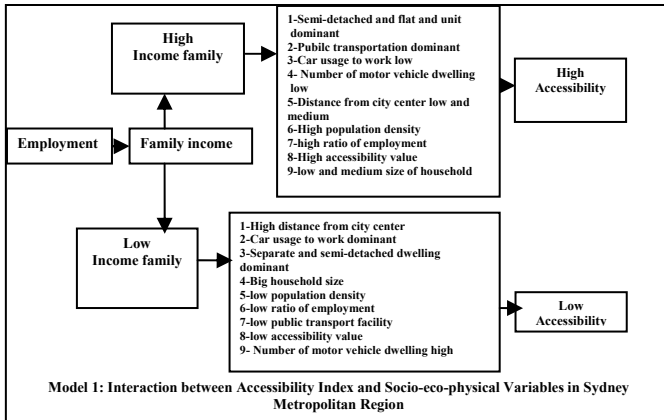 High
Income family
1-Semi-detached and flat and unit
dominant
2-Pubilc transportation dominant
3-Car usage to work low
4- Number of motor vehicle dwelling
low
5-Distance from city center low and
medium
6-High population density
7-high ratio of employment
8-High accessibility value
9-low and medium size of household
High
Accessibility
Employment
Family income
Low
Income family
1-High distance from city center
2-Car usage to work dominant
3-Separate and semi-detached dwelling
dominant
4-Big household size
5-low population density
6-low ratio of employment
7-low public transport facility
8-low accessibility value
9- Number of motor vehicle dwelling high
Low
Accessibility
Model 1: Interaction between Accessibility Index and Socio-eco-physical Variables in Sydney
Metropolitan Region